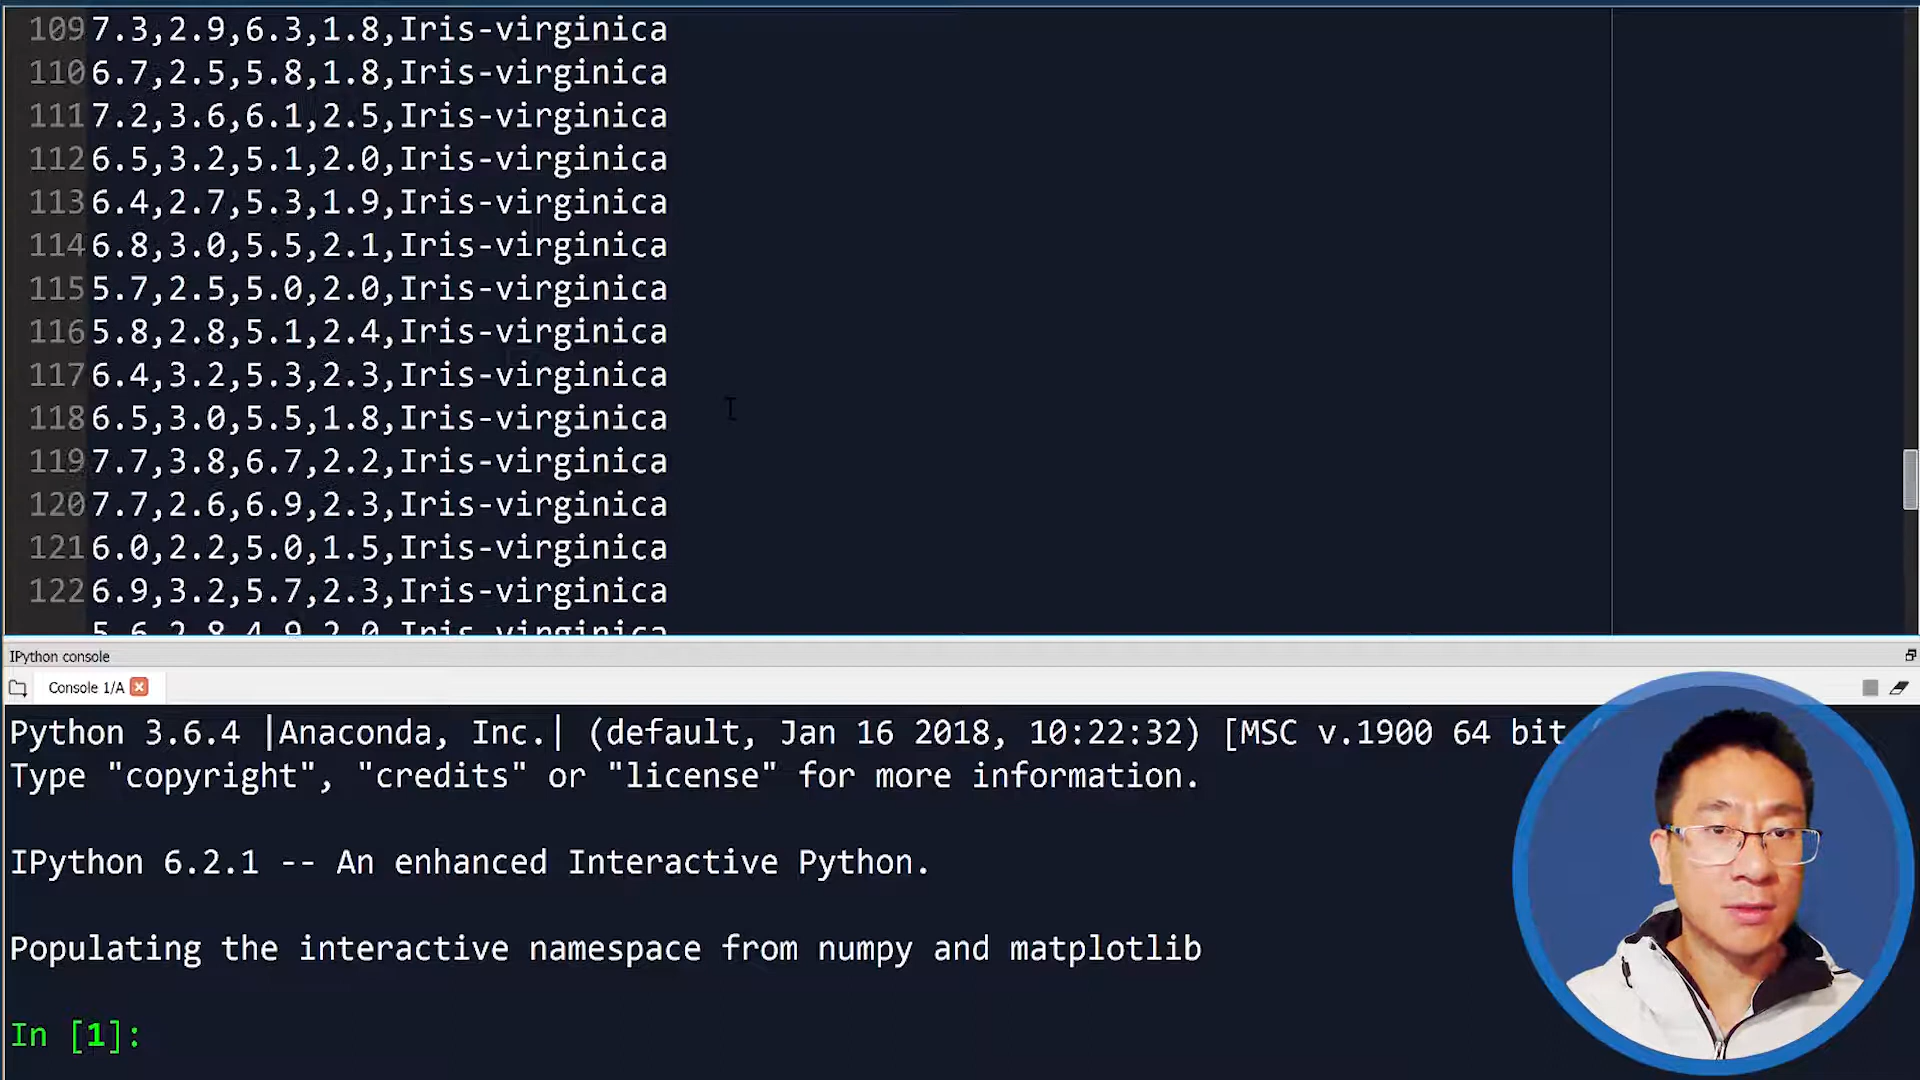 109 7.3,2.9,6.3,1.8,Iris-virginica
110 6.7,2.5,5.8,1.8,Iris-virginica
111 7.2,3.6,6.1,2.5,Iris-virginica
112 6.5,3.2,5.1,2.0,Iris-virginica
113 6.4,2.7,5.3,1.9,Iris-virginica
114 6.8,3.0,5.5,2.1,Iris-virginica
115 5.7,2.5,5.0,2.0,Iris-virginica
116 5.8,2.8,5.1,2.4,Iris-virginica
117 6.4,3.2,5.3,2.3,Iris-virginica
118 6.5,3.0,5.5,1.8,Iris-virginica
119 7.7,3.8,6.7,2.2,Iris-virginica
120 7.7,2.6,6.9,2.3,Iris-virginica
121 6.0,2.2,5.0,1.5,Iris-virginica
122 6.9,3.2,5.7,2.3,Iris-virginica
5.6,2.8,4.9,2.0,Iris-virginica
IPython console
Console 1/A
Python 3.6.4 |Anaconda, Inc.| (default, Jan 16 2018, 10:22:32) [MSC v.1900 64 bit
Type "copyright", "credits" or "license" for more information.
IPython 6.2.1 -- An enhanced Interactive Python.
Populating the interactive namespace from numpy and matplotlib
In [1]: